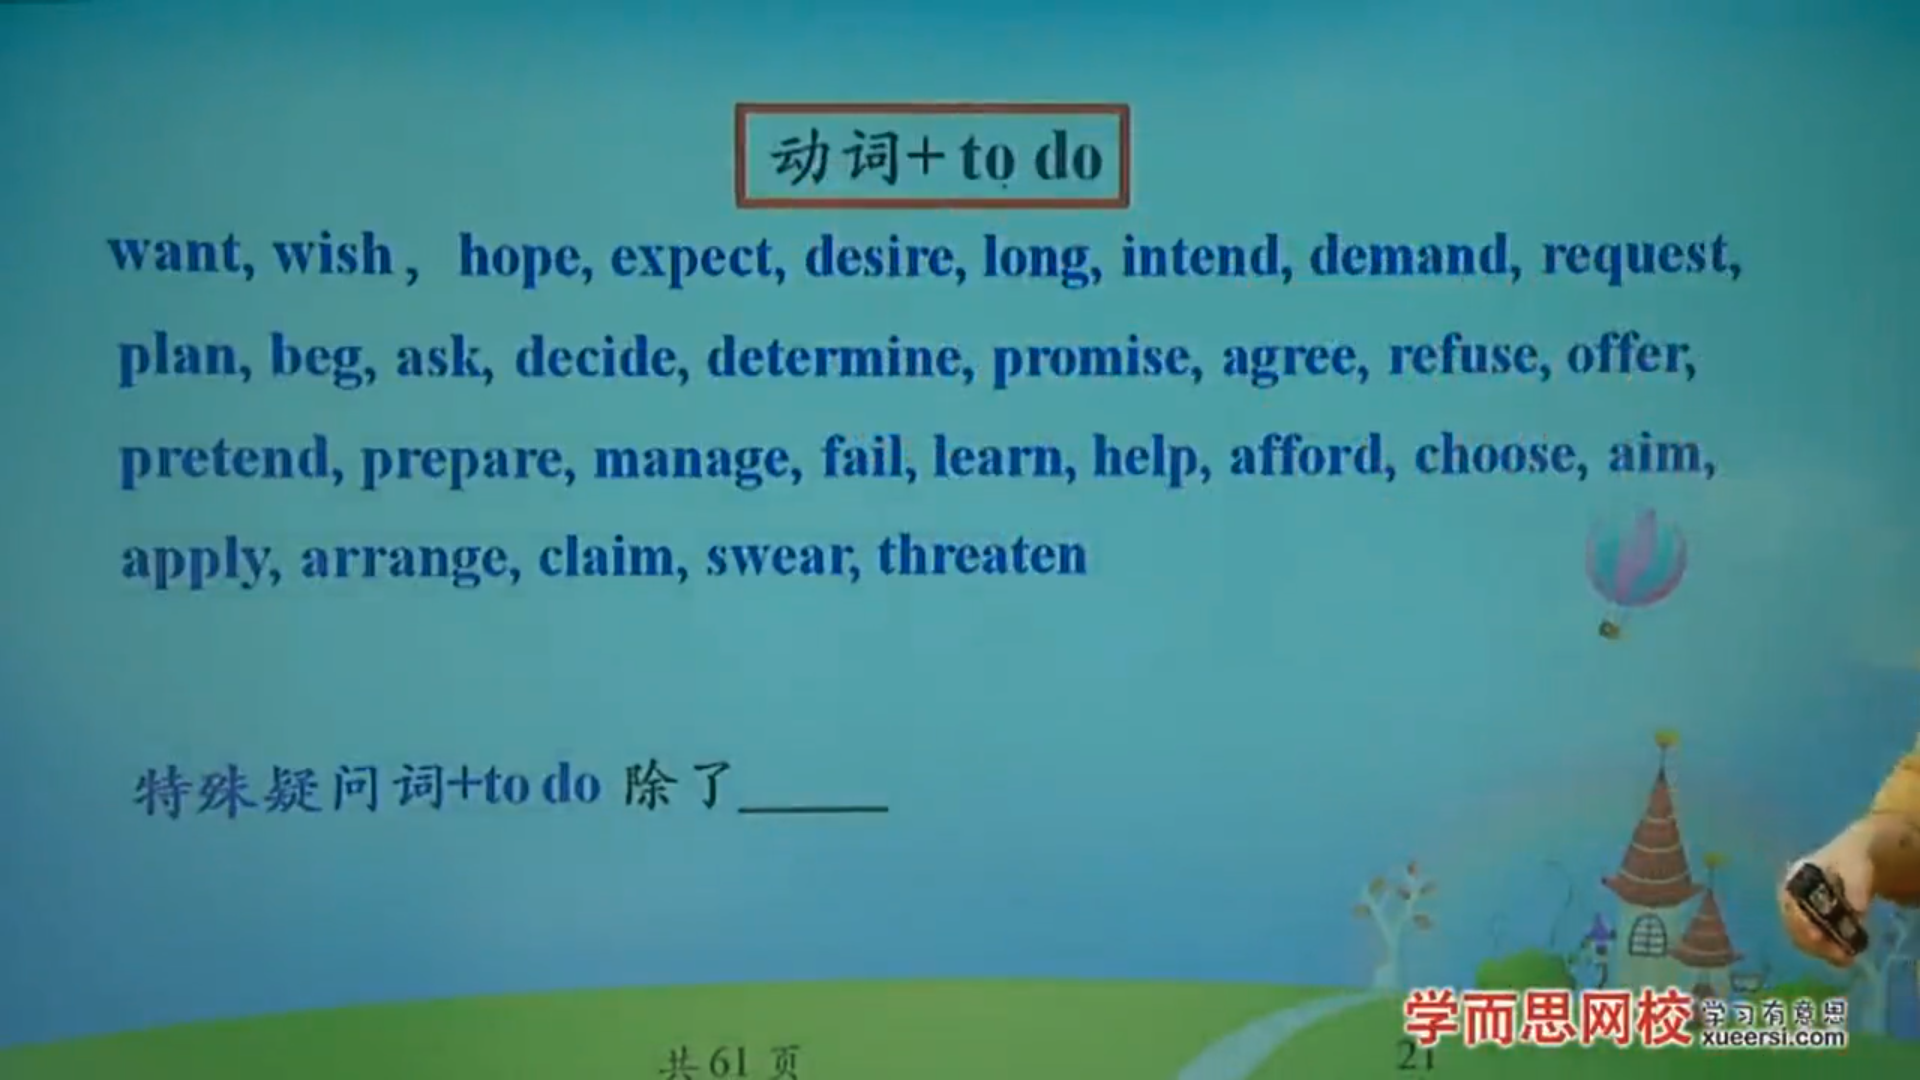 动词+ to do
want, wish, hope, expect, desire, long, intend, demand, request,
plan, beg, ask, decide, determine, promise, agree, refuse, offer,
pretend, prepare, manage, fail, learn, help, afford, choose, aim,
apply, arrange, claim, swear, threaten
特殊疑问词+to do 除了_____
共61页
21
学而思网校 学习有意思
xueersi.com